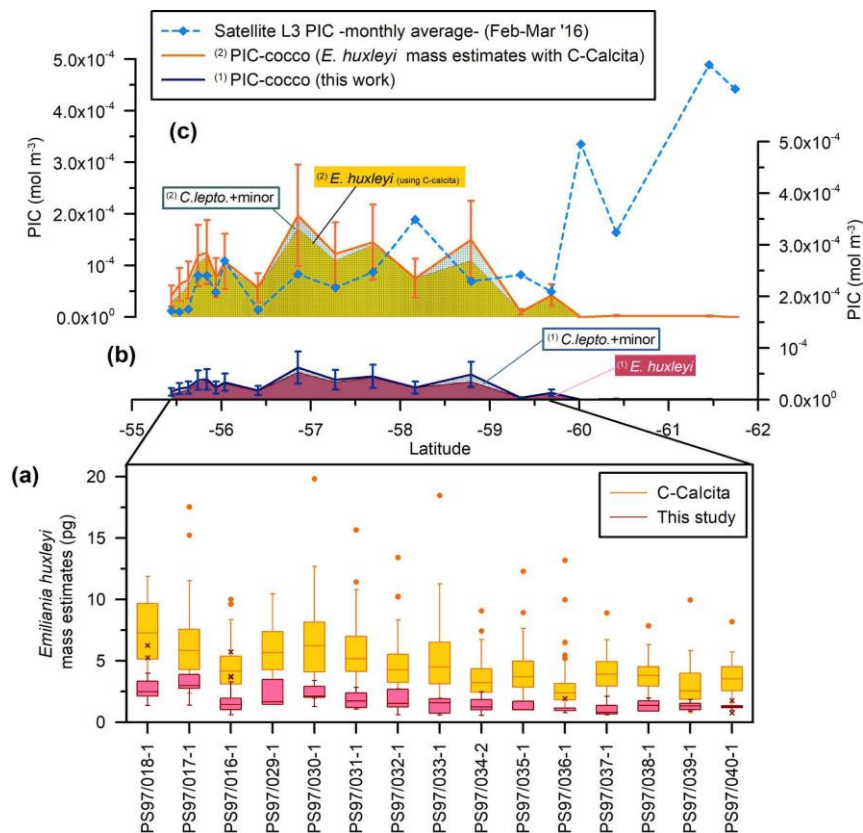 Satellite L3 PIC -monthly average- (Feb-Mar '16)
(2) PIC-cocco (E. huxleyi mass estimates with C-Calcita)
(1) PIC-cocco (this work)
(c)
PIC (mol m-3)
5.0x10-4
4.0x10-4
3.0x10-4
2.0x10-4
10-4
0.0x100
(2) E. huxleyi (using C-calcita)
(2) C.lepto.+minor
5.0x10-4
4.0x10-4
3.0x10-4
2.0x10-4
10-4
0.0x100
PIC (mol m-3)
(b)
(1) C.lepto.+minor
(1) E. huxleyi
-55 -56 -57 -58 -59 -60 -61 -62
Latitude
(a)
Emiliania huxleyi
mass estimates (pg)
20
15
10
5
0
C-Calcita
This study
PS97/018-1
PS97/017-1
PS97/016-1
PS97/029-1
PS97/030-1
PS97/031-1
PS97/032-1
PS97/033-1
PS97/034-2
PS97/035-1
PS97/036-1
PS97/037-1
PS97/038-1
PS97/039-1
PS97/040-1